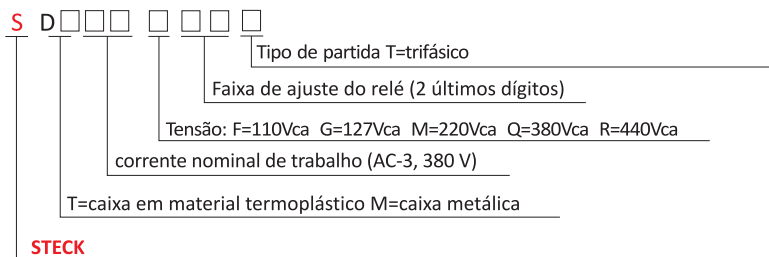 S D□□□ □ □□ □
Tipo de partida T=trifásico
Faixa de ajuste do relé (2 últimos dígitos)
Tensão: F=110Vca G=127Vca M=220Vca Q=380Vca R=440Vca
corrente nominal de trabalho (AC-3, 380 V)
T=caixa em material termoplástico M=caixa metálica
STECK